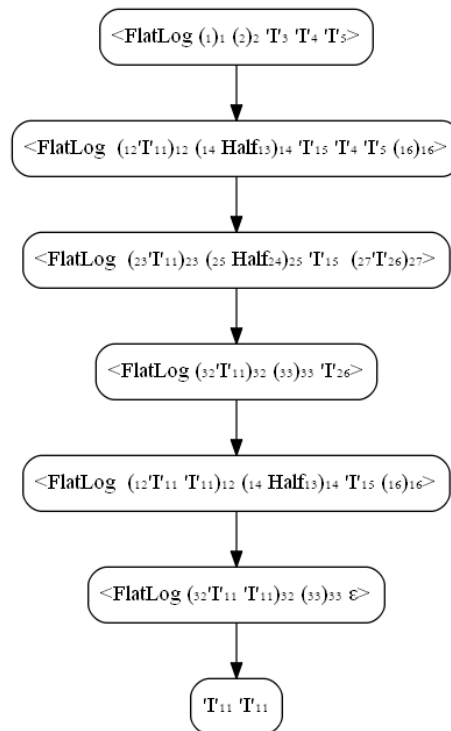 <FlatLog (₁)₁ (₂)₂ 'I'₃ 'I'₄ 'I'₅>
<FlatLog (₁₂'I'₁₁)₁₂ (₁₄ Half₁₃)₁₄ 'I'₁₅ 'I'₄ 'I'₅ (₁₆)₁₆>
<FlatLog (₂₃'I'₁₁)₂₃ (₂₅ Half₂₄)₂₅ 'I'₁₅ (₂₇'I'₂₆)₂₇>
<FlatLog (₃₂'I'₁₁)₃₂ (₃₃)₃₃ 'I'₂₆>
<FlatLog (₁₂'I'₁₁ 'I'₁₁)₁₂ (₁₄ Half₁₃)₁₄ 'I'₁₅ (₁₆)₁₆>
<FlatLog (₃₂'I'₁₁ 'I'₁₁)₃₂ (₃₃)₃₃ ε>
'I'₁₁ 'I'₁₁